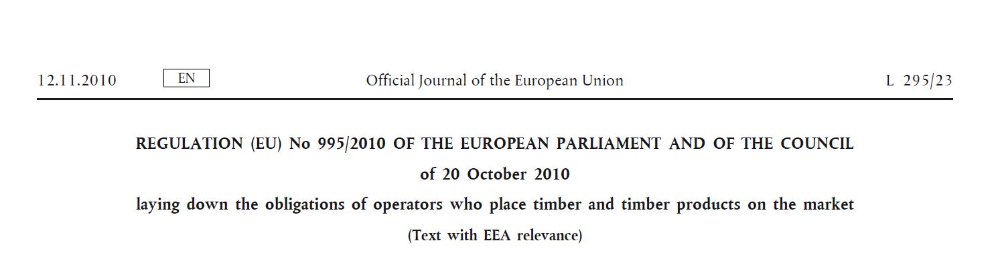 12.11.2010 EN Official Journal of the European Union L 295/23
REGULATION (EU) No 995/2010 OF THE EUROPEAN PARLIAMENT AND OF THE COUNCIL
of 20 October 2010
laying down the obligations of operators who place timber and timber products on the market
(Text with EEA relevance)